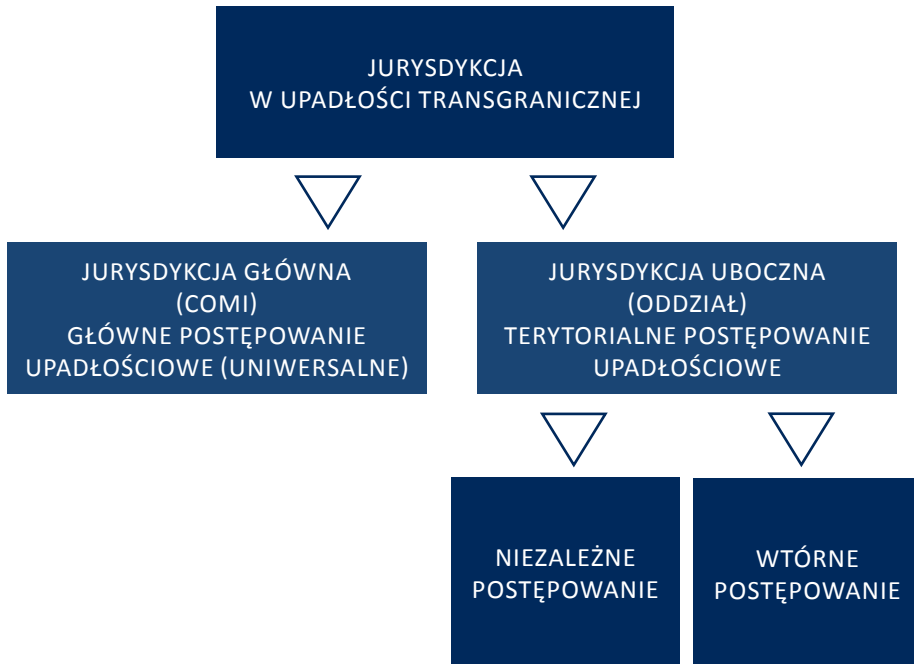 JURYSDYKCJA
W UPADŁOŚCI TRANSGRANICZNEJ
JURYSDYKCJA GŁÓWNA
(COMI)
GŁÓWNE POSTĘPOWANIE
UPADŁOŚCIOWE (UNIWERSALNE)
JURYSDYKCJA UBOCZNA
(ODDZIAŁ)
TERYTORIALNE POSTĘPOWANIE
UPADŁOŚCIOWE
NIEZALEŻNE
POSTĘPOWANIE
WTÓRNE
POSTĘPOWANIE